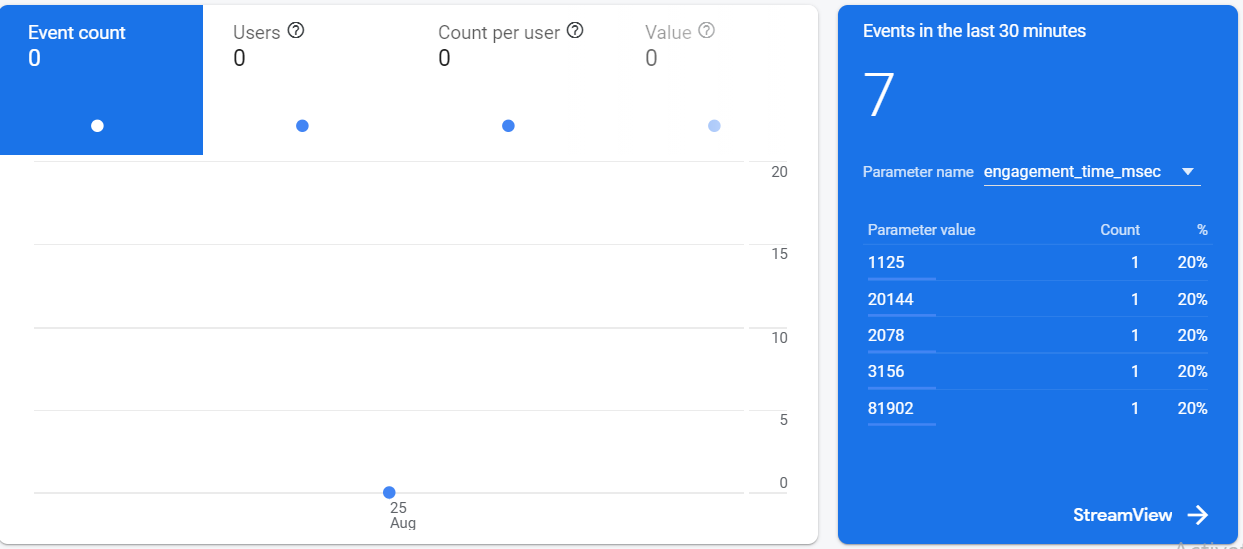 Event count
0
Users
0
Count per user
0
Value
0
20
15
10
5
0
25
Aug
Events in the last 30 minutes
7
Parameter name engagement_time_msec
Parameter value Count %
1125 1 20%
20144 1 20%
2078 1 20%
3156 1 20%
81902 1 20%
StreamView